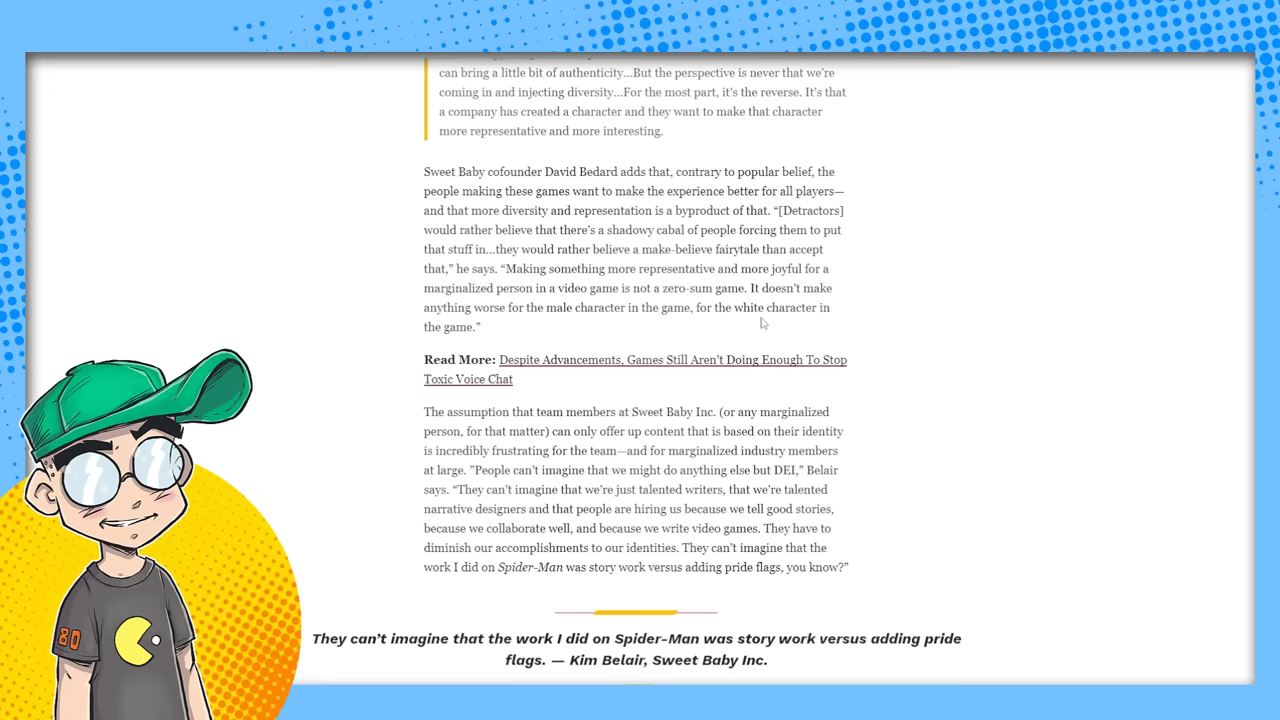 can bring a little bit of authenticity...But the perspective is never that we’re
coming in and injecting diversity...For the most part, it’s the reverse. It’s that
a company has created a character and they want to make that character
more representative and more interesting.
Sweet Baby cofounder David Bedard adds that, contrary to popular belief, the
people making these games want to make the experience better for all players—
and that more diversity and representation is a byproduct of that. “[Detractors]
would rather believe that there’s a shadowy cabal of people forcing them to put
that stuff in...they would rather believe a make-believe fairytale than accept
that,” he says. “Making something more representative and more joyful for a
marginalized person in a video game is not a zero-sum game. It doesn’t make
anything worse for the male character in the game, for the white character in
the game.”
Read More: Despite Advancements, Games Still Aren’t Doing Enough To Stop
Toxic Voice Chat
The assumption that team members at Sweet Baby Inc. (or any marginalized
person, for that matter) can only offer up content that is based on their identity
is incredibly frustrating for the team—and for marginalized industry members
at large. ”People can’t imagine that we might do anything else but DEI,” Belair
says. “They can’t imagine that we’re just talented writers, that we’re talented
narrative designers and that people are hiring us because we tell good stories,
because we collaborate well, and because we write video games. They have to
diminish our accomplishments to our identities. They can’t imagine that the
work I did on Spider-Man was story work versus adding pride flags, you know?”
They can’t imagine that the work I did on Spider-Man was story work versus adding pride
flags. — Kim Belair, Sweet Baby Inc.
80